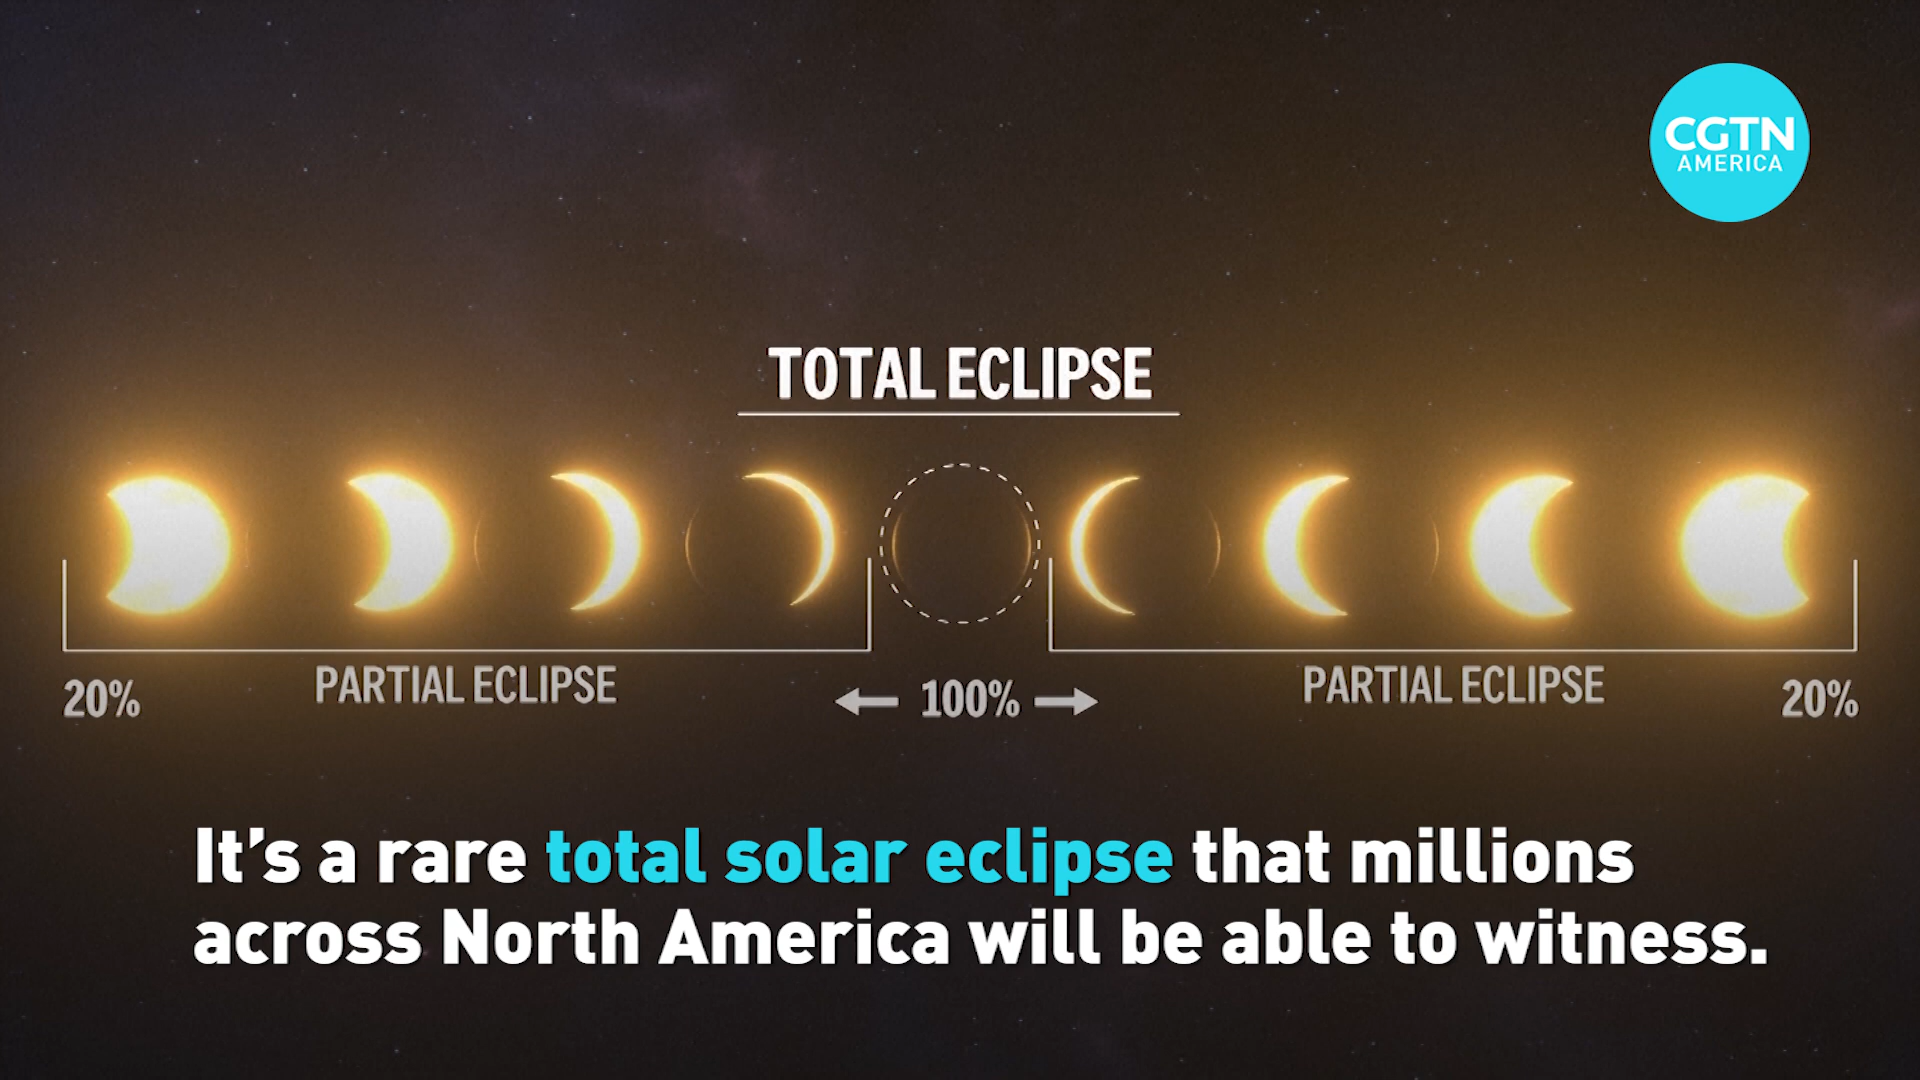 CGTN
AMERICA
TOTAL ECLIPSE
PARTIAL ECLIPSE
PARTIAL ECLIPSE
20%
← 100% →
20%
It's a rare total solar eclipse that millions
across North America will be able to witness.